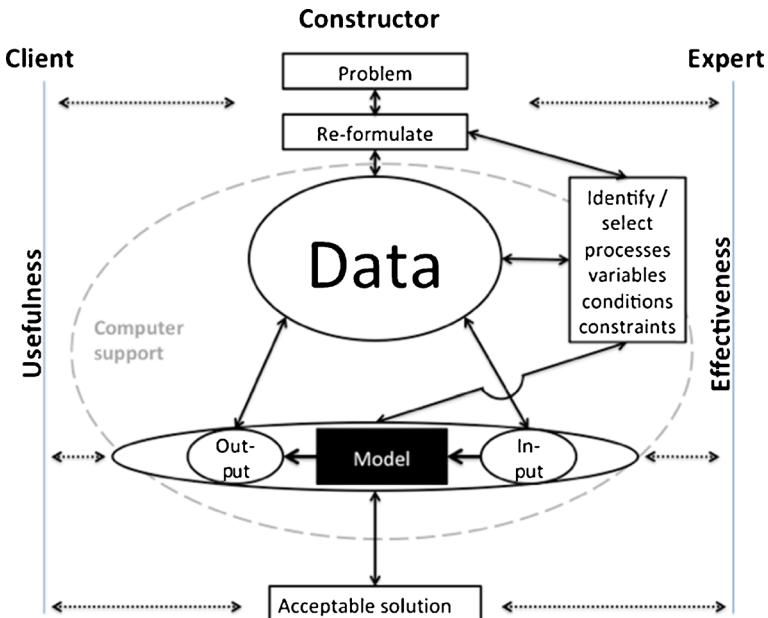 Constructor
Client
Expert
Problem
Re-formulate
Identify /
select
processes
variables
conditions
constraints
Data
Usefulness
Effectiveness
Computer
support
Out-
put
Model
In-
put
Acceptable solution